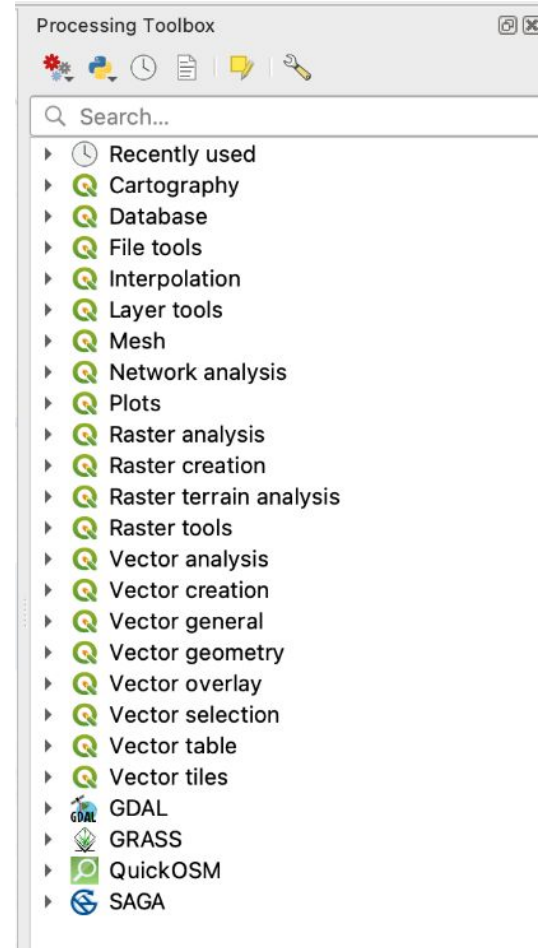 Processing Toolbox
Search...
Recently used
Cartography
Database
File tools
Interpolation
Layer tools
Mesh
Network analysis
Plots
Raster analysis
Raster creation
Raster terrain analysis
Raster tools
Vector analysis
Vector creation
Vector general
Vector geometry
Vector overlay
Vector selection
Vector table
Vector tiles
GDAL GDAL
GRASS
QuickOSM
SAGA